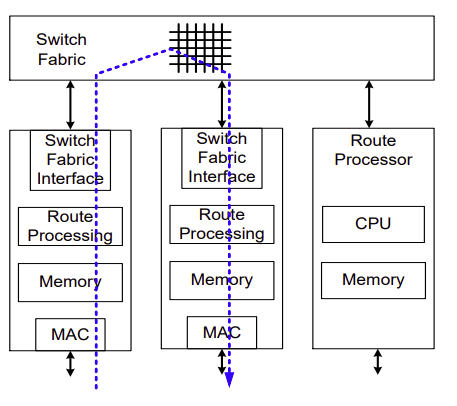 Switch
Fabric
Switch
Fabric
Interface
Route
Processing
Memory
MAC
Switch
Fabric
Interface
Route
Processing
Memory
MAC
Route
Processor
CPU
Memory